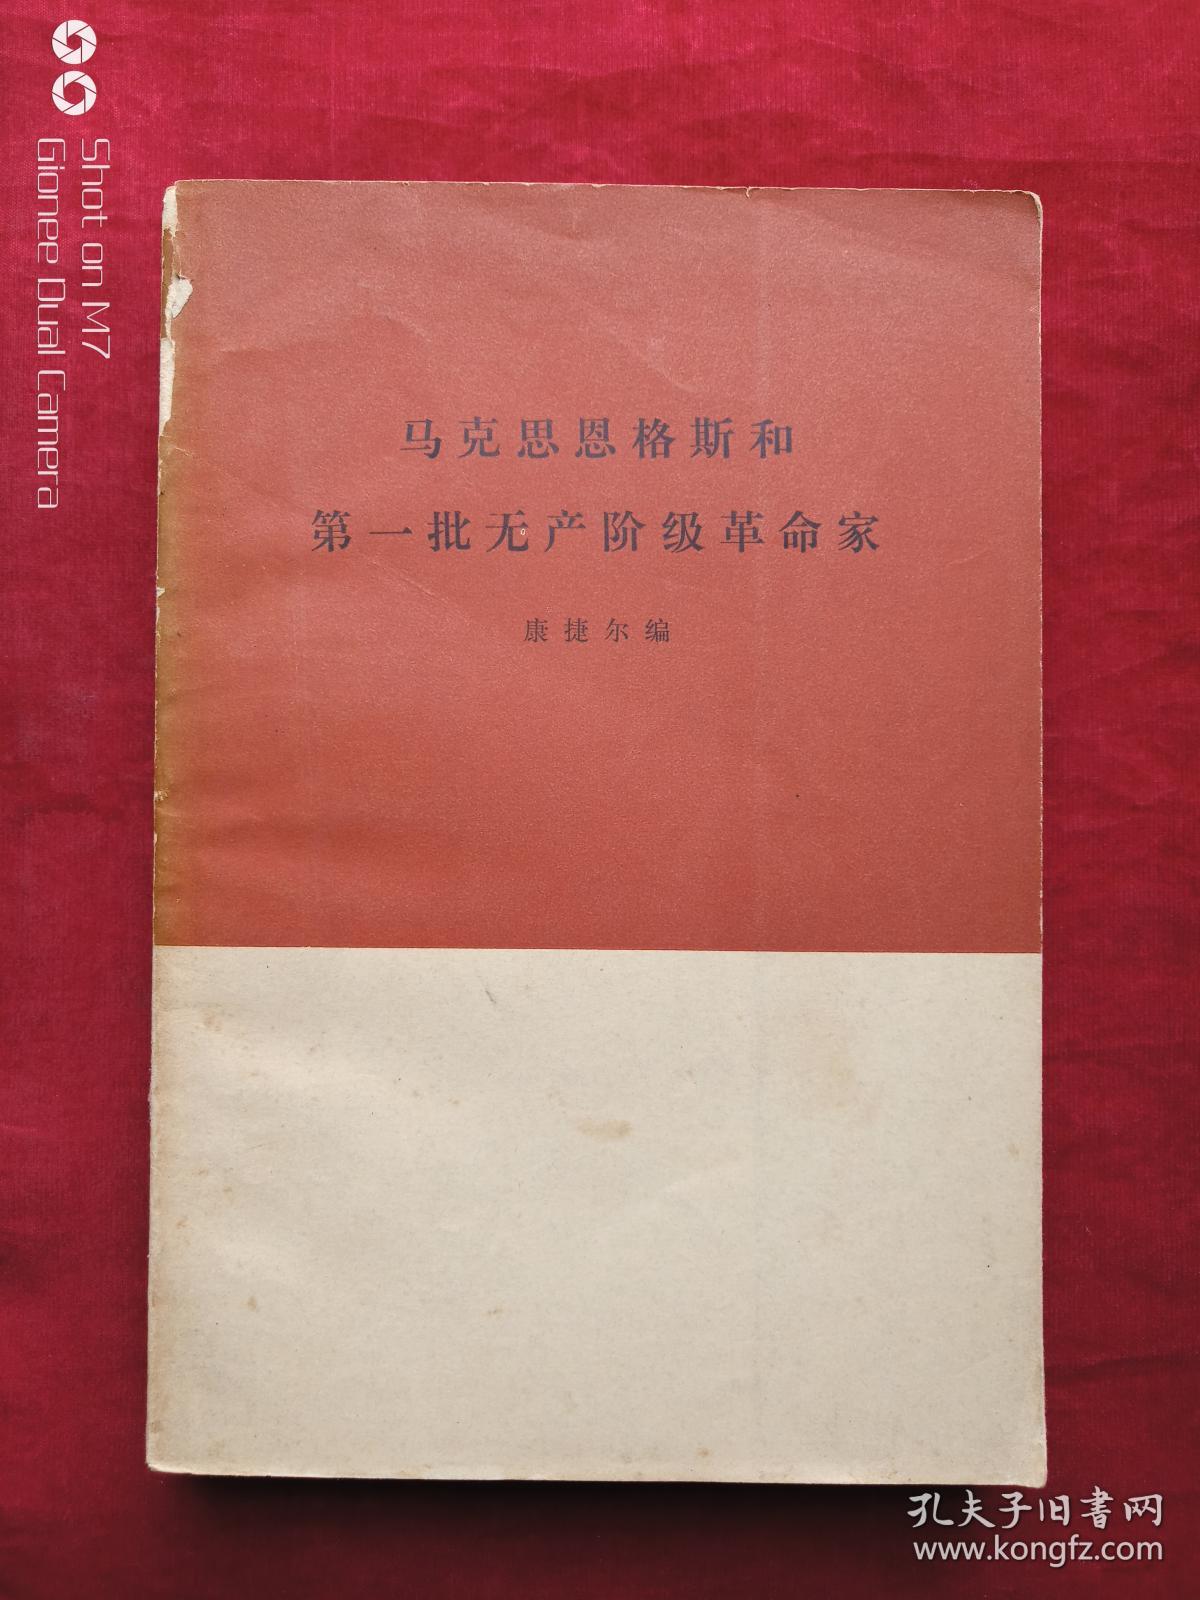 Shot on M7
Gionee Dual Camera
马克思恩格斯和
第一批无产阶级革命家
康捷尔编
孔夫子旧書网
www.kongfz.com